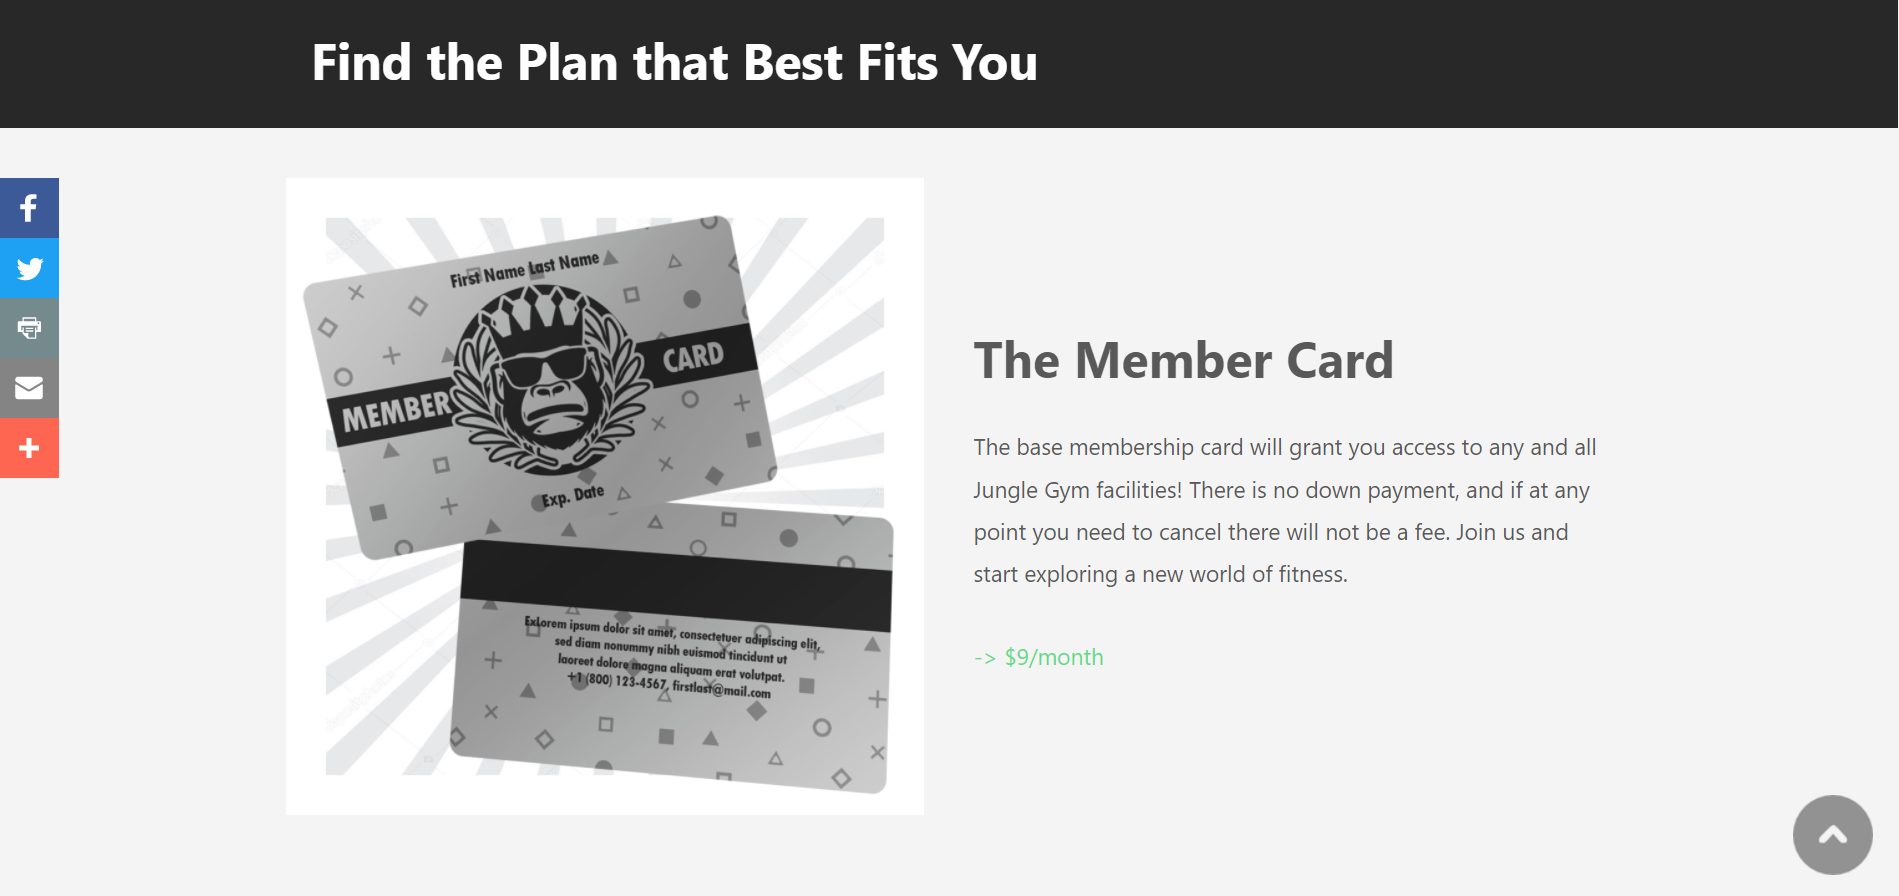 Find the Plan that Best Fits You
First Name Last Name
MEMBER
CARD
Exp. Date
ExLorem ipsum dolor sit amet, consectetuer adipiscing elit,
sed diam nonummy nibh euismod tincidunt ut
laoreet dolore magna aliquam erat volutpat.
+1 (800) 123-4567, firstlast@mail.com
The Member Card
The base membership card will grant you access to any and all
Jungle Gym facilities! There is no down payment, and if at any
point you need to cancel there will not be a fee. Join us and
start exploring a new world of fitness.
-> $9/month